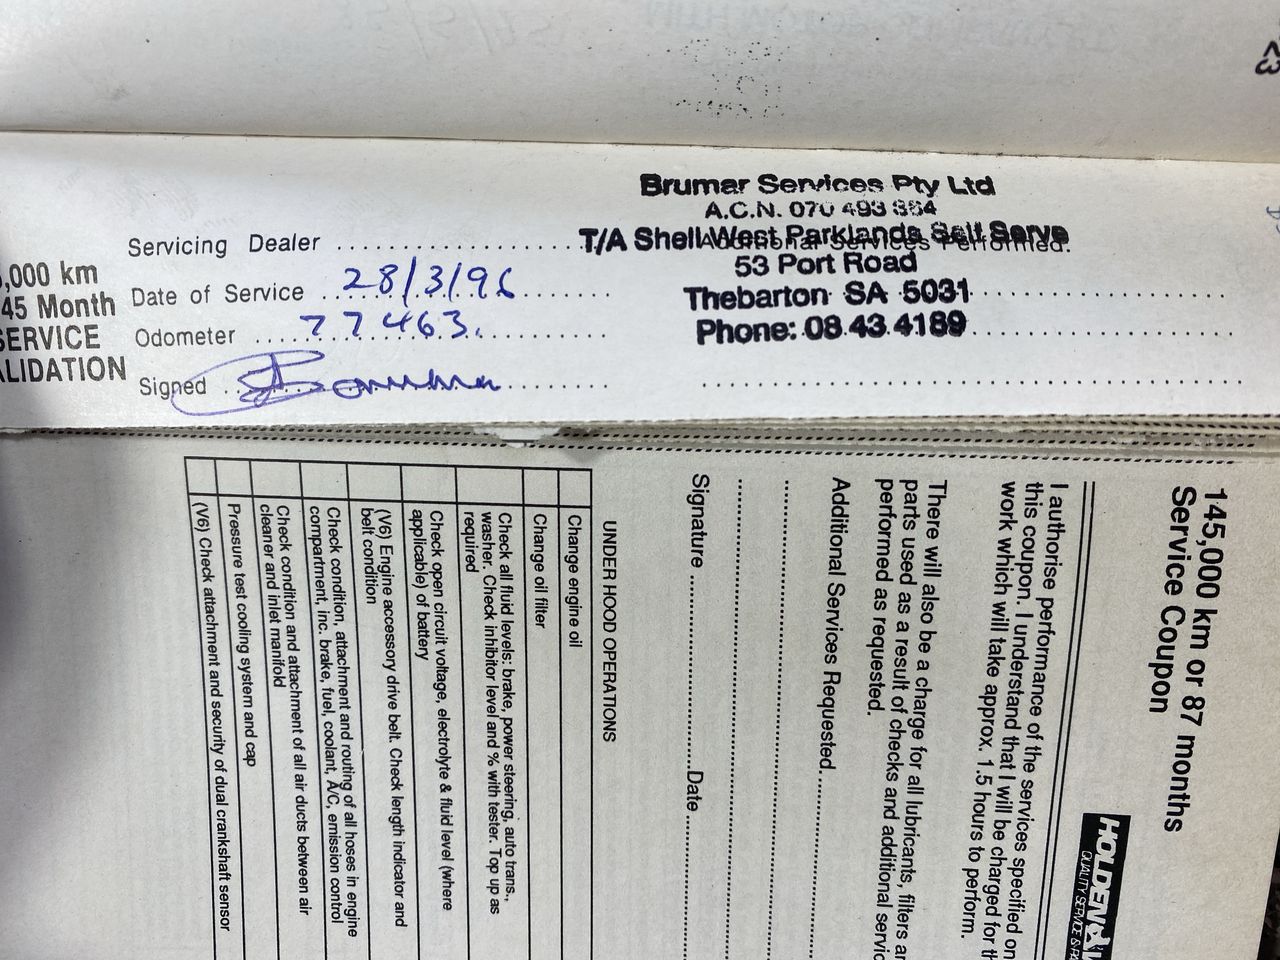 Servicing Dealer
Brumar Services Pty Ltd
A.C.N. 070 493 364
T/A Shell West Parklands Self Serve
Additional Services Performed:
53 Port Road
Thebarton SA 5031
Phone: 08 43 4189
,000 km
45 Month
SERVICE
ALIDATION
Date of Service 28/3/96
Odometer 77463.
Signed
145,000 km or 87 months
Service Coupon
HOLDEN
QUALITY SERVICE &
I authorise performance of the services specified on
this coupon. I understand that I will be charged for
work which will take approx. 1.5 hours to perform.
There will also be a charge for all lubricants, filters
parts used as a result of checks and additional
performed as requested.
Additional Services Requested
Signature Date
UNDER HOOD OPERATIONS
Change engine oil
Change oil filter
Check all fluid levels: brake, power steering, auto trans.,
washer. Check inhibitor level and % with tester. Top up as
required
Check open circuit voltage, electrolyte & fluid level (where
applicable) of battery
(V6) Engine accessory drive belt. Check length indicator and
belt condition
Check condition, attachment and routing of all hoses in engine
compartment, inc. brake, fuel, coolant, A/C, emission control
Check condition and attachment of all air ducts between air
cleaner and inlet manifold
Pressure test cooling system and cap
(V6) Check attachment and security of dual crankshaft sensor